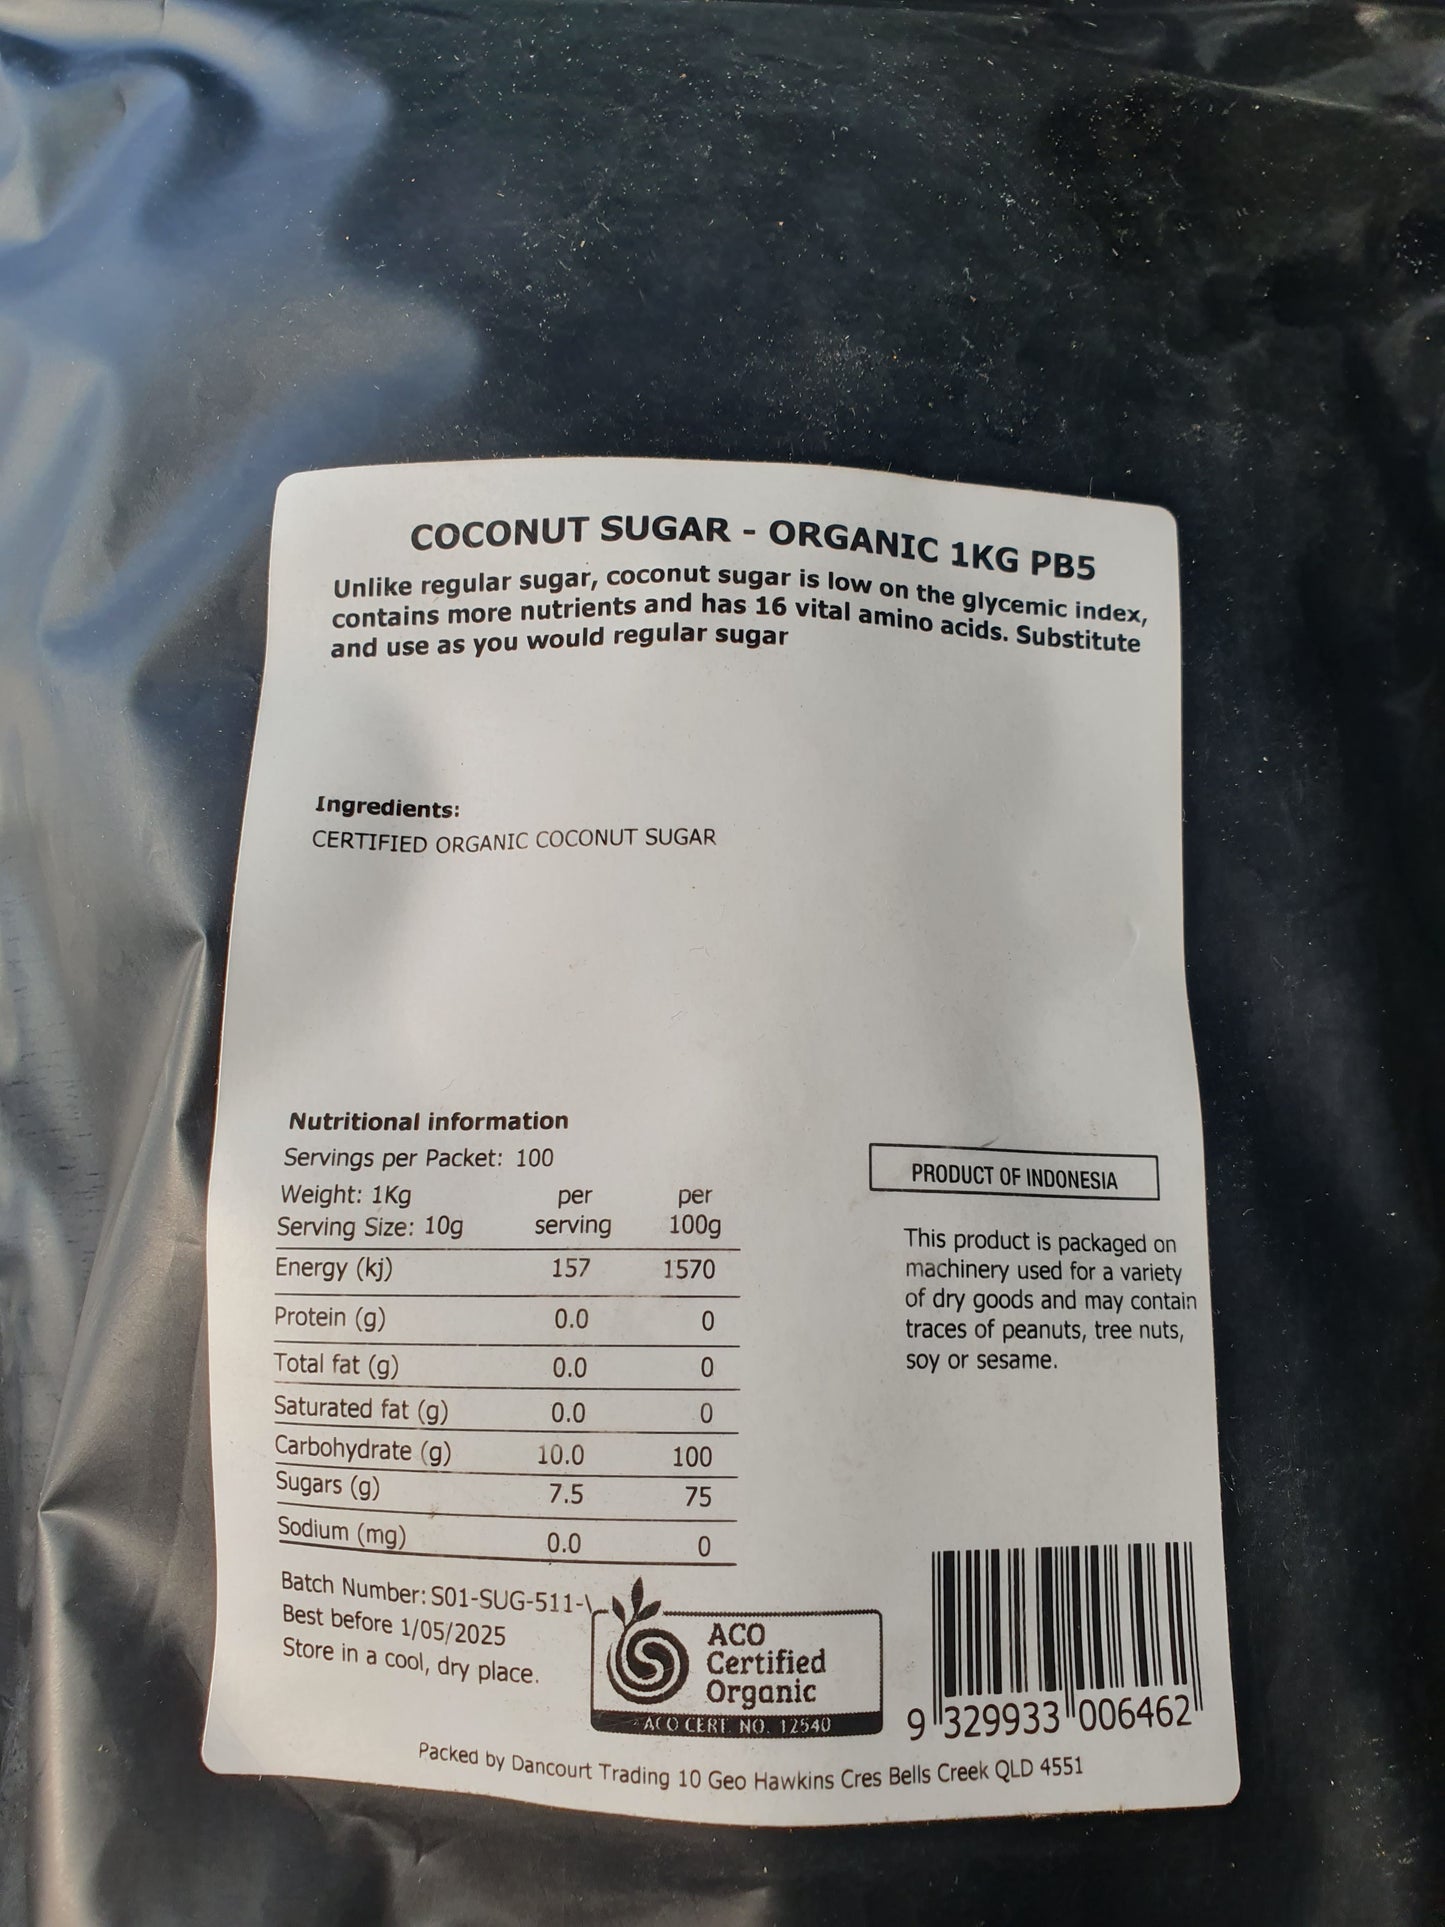 COCONUT SUGAR - ORGANIC 1KG PB5
Unlike regular sugar, coconut sugar is low on the glycemic index,
contains more nutrients and has 16 vital amino acids. Substitute
and use as you would regular sugar
Ingredients:
CERTIFIED ORGANIC COCONUT SUGAR
Nutritional information
Servings per Packet: 100
Weight: 1Kg per per
Serving Size: 10g serving 100g
Energy (kj) 157 1570
Protein (g) 0.0 0
Total fat (g) 0.0 0
Saturated fat (g) 0.0 0
Carbohydrate (g) 10.0 100
Sugars (g) 7.5 75
Sodium (mg) 0.0 0
PRODUCT OF INDONESIA
This product is packaged on
machinery used for a variety
of dry goods and may contain
traces of peanuts, tree nuts,
soy or sesame.
Batch Number: S01-SUG-511-
Best before 1/05/2025
Store in a cool, dry place.
ACO
Certified
Organic
ACO CERT. NO. 12540
9 329933 006462
Packed by Dancourt Trading 10 Geo Hawkins Cres Bells Creek QLD 4551